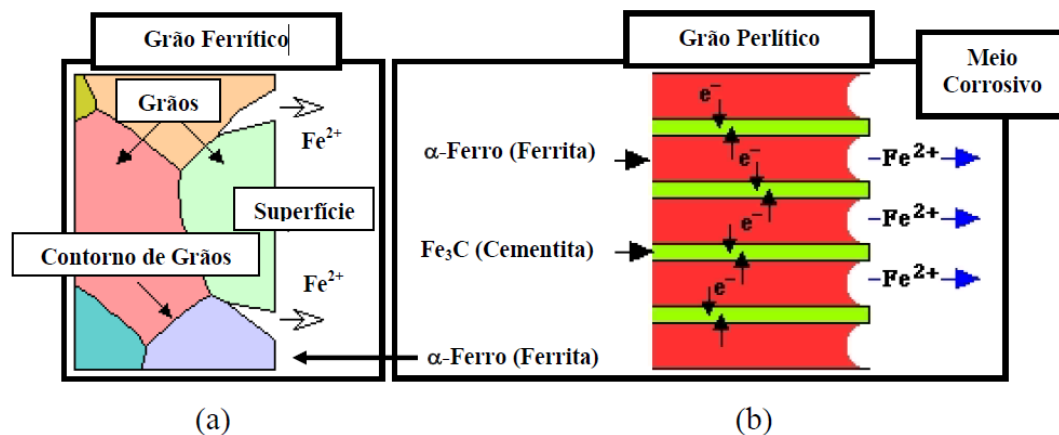 Grão Ferrítico
Grãos
Fe²⁺
Superfície
Contorno de Grãos
Fe²⁺
(a)
Grão Perlítico
Meio
Corrosivo
α-Ferro (Ferrita)
Fe₃C (Cementita)
α-Ferro (Ferrita)
e⁻
e⁻
e⁻
e⁻
-Fe²⁺
-Fe²⁺
-Fe²⁺
(b)